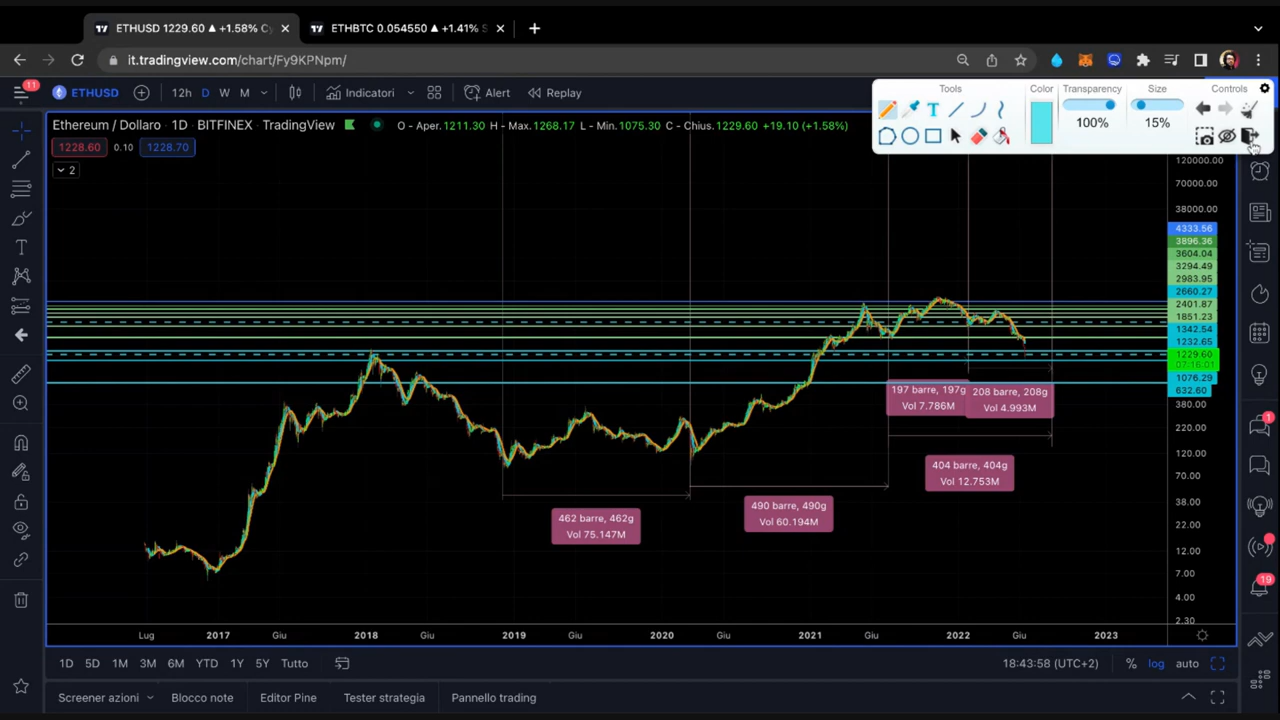 ETHUSD 1229.60 ▲ +1.58% Cy
ETHBTC 0.054550 ▲ +1.41% S
it.tradingview.com/chart/Fy9KPNpm/
11
ETHUSD
12h D W M
Indicatori
Alert
Replay
Tools
Color
Transparency
Size
Controls
100%
15%
Ethereum / Dollaro · 1D · BITFINEX · TradingView
O - Aper.1211.30 H - Max.1268.17 L - Min.1075.30 C - Chius.1229.60 +19.10 (+1.58%)
1228.60
0.10
1228.70
2
120000.00
70000.00
38000.00
4333.56
3896.36
3604.04
3294.49
2983.95
2660.27
2401.87
1851.23
1342.54
1232.65
1229.60
07:16:01
1076.29
632.60
380.00
220.00
120.00
70.00
38.00
22.00
12.00
7.00
4.00
2.30
197 barre, 197g
Vol 7.786M
208 barre, 208g
Vol 4.993M
404 barre, 404g
Vol 12.753M
490 barre, 490g
Vol 60.194M
462 barre, 462g
Vol 75.147M
1
19
Lug 2017 Giu 2018 Giu 2019 Giu 2020 Giu 2021 Giu 2022 Giu 2023
1D 5D 1M 3M 6M YTD 1Y 5Y Tutto
18:43:58 (UTC+2)
% log auto
Screener azioni
Blocco note
Editor Pine
Tester strategia
Pannello trading